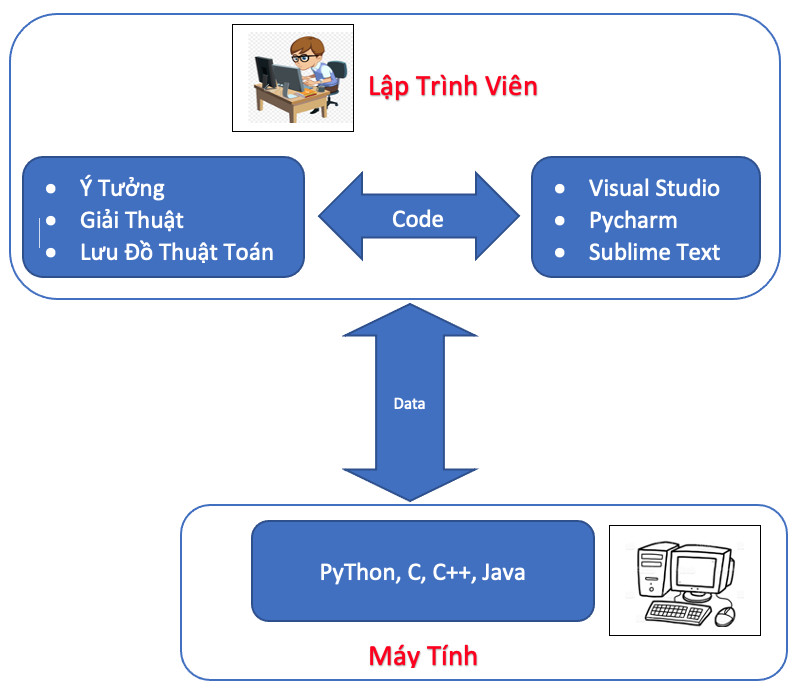 Lập Trình Viên
Ý Tưởng
Giải Thuật
Lưu Đồ Thuật Toán
Code
Visual Studio
Pycharm
Sublime Text
Data
PyThon, C, C++, Java
Máy Tính